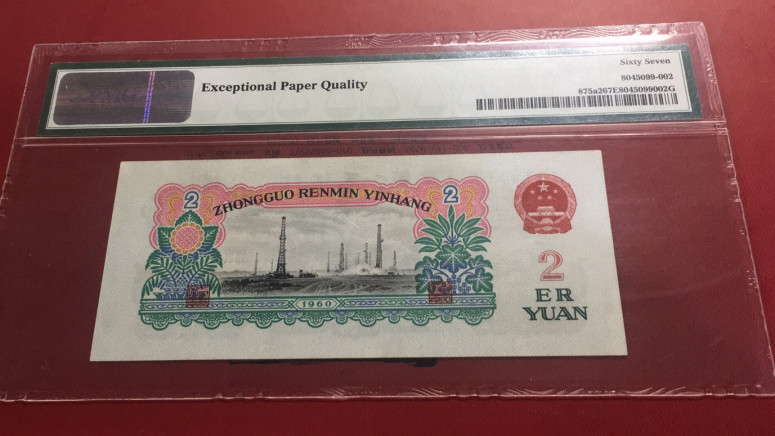 Exceptional Paper Quality
Sixty Seven
8045099-002
875a267E8045099002G
2
2
ZHONGGUO RENMIN YINHANG
1960
2
ER
YUAN